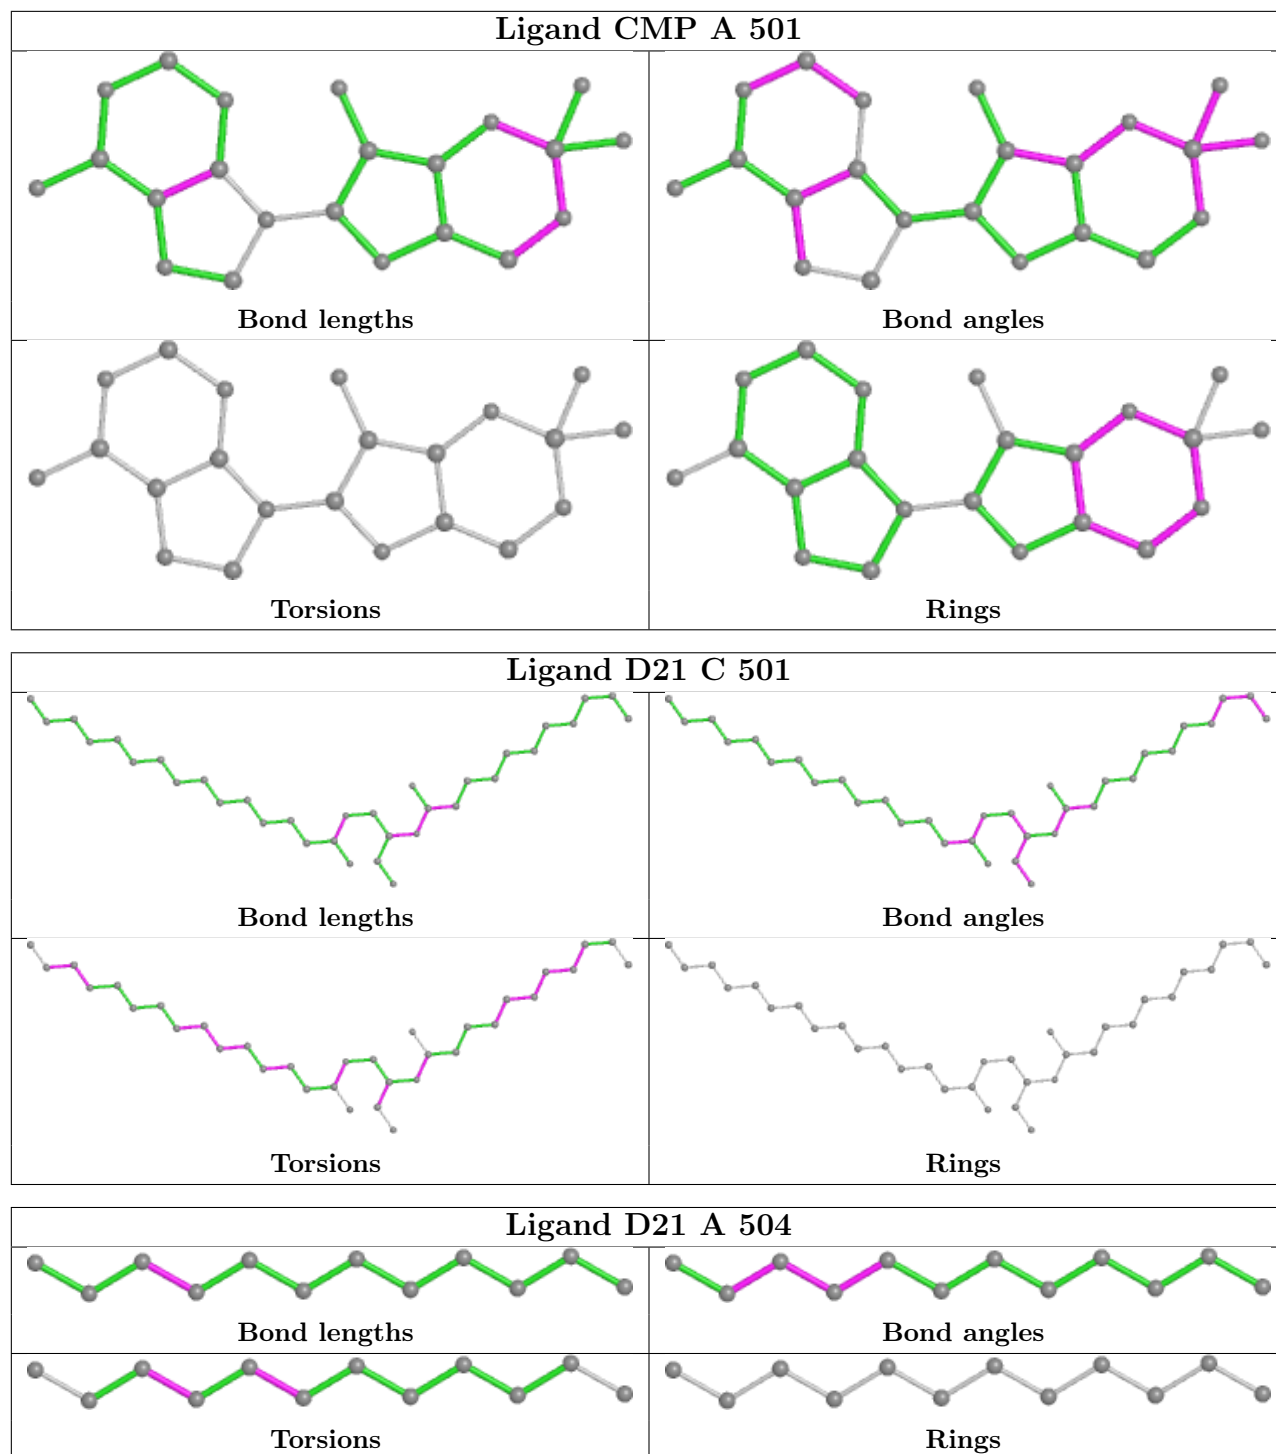 Ligand CMP A 501
Bond lengths
Bond angles
Torsions
Rings
Ligand D21 C 501
Bond lengths
Bond angles
Torsions
Rings
Ligand D21 A 504
Bond lengths
Bond angles
Torsions
Rings